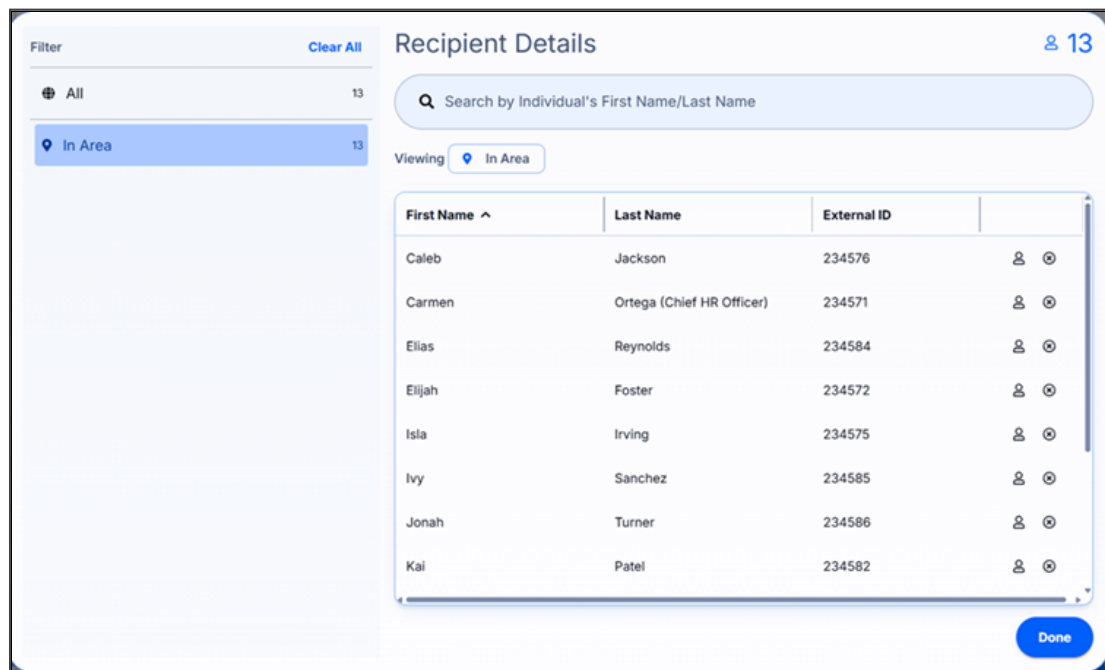 Filter Clear All
All 13
In Area 13
Recipient Details 13
Search by Individual's First Name/Last Name
Viewing In Area
First Name Last Name External ID
Caleb Jackson 234576
Carmen Ortega (Chief HR Officer) 234571
Elias Reynolds 234584
Elijah Foster 234572
Isla Irving 234575
Ivy Sanchez 234585
Jonah Turner 234586
Kai Patel 234582
Done